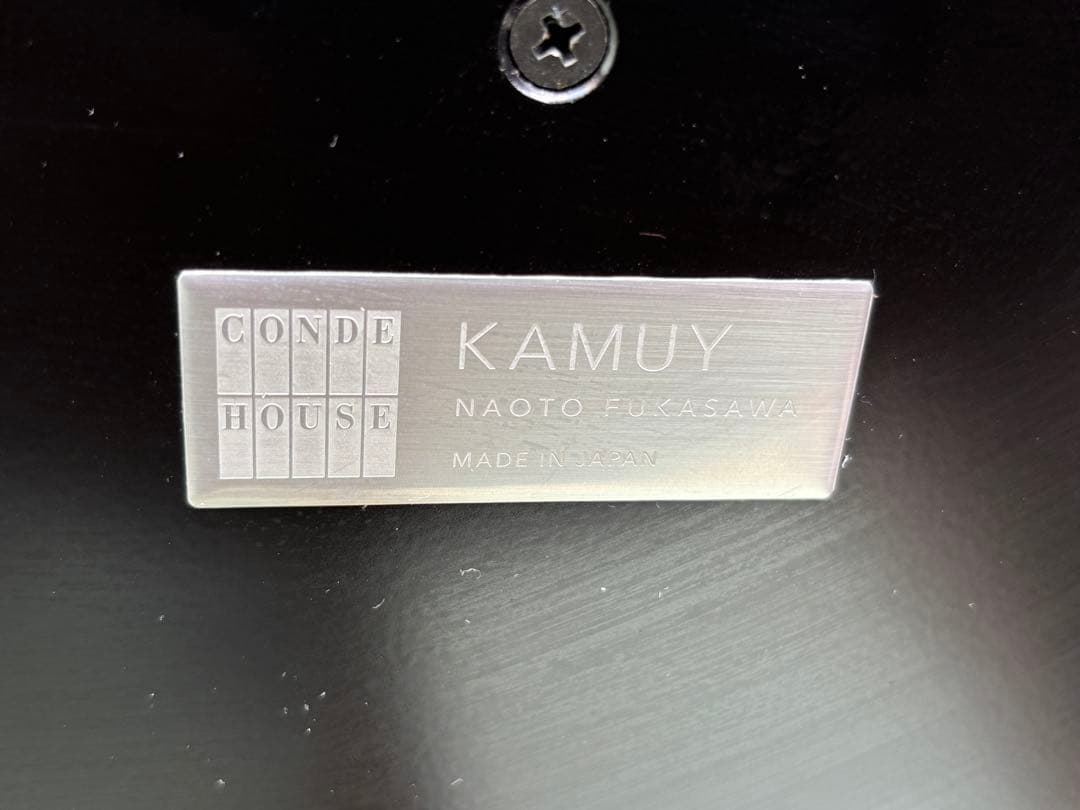 CONDE
HOUSE
KAMUY
NAOTO FUKASAWA
MADE IN JAPAN